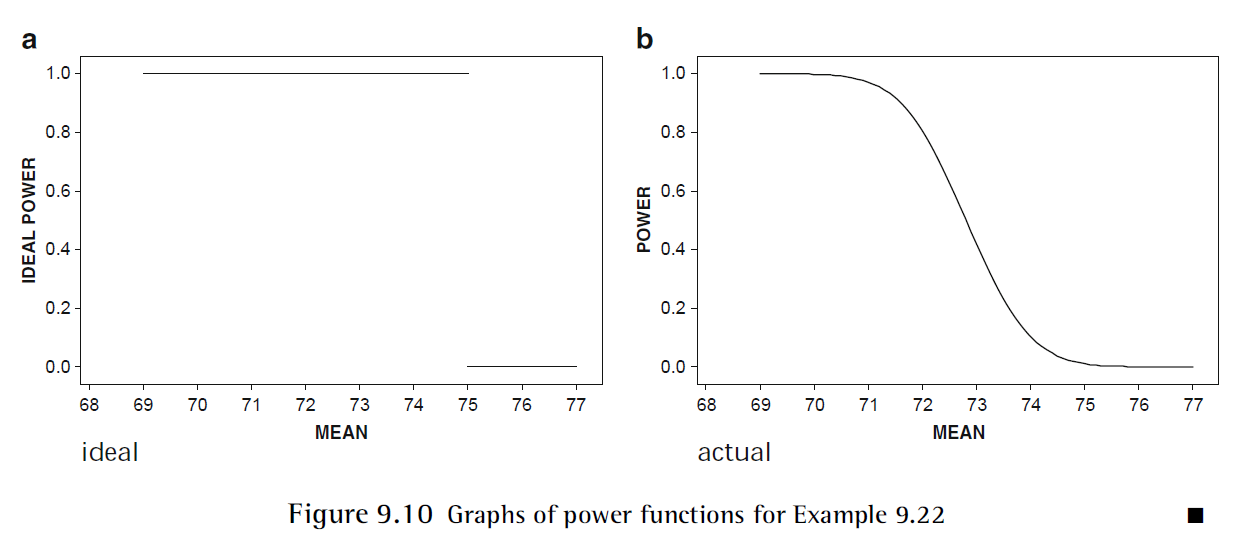 a
IDEAL POWER
1.0
0.8
0.6
0.4
0.2
0.0
68 69 70 71 72 73 74 75 76 77
MEAN
ideal
b
POWER
1.0
0.8
0.6
0.4
0.2
0.0
68 69 70 71 72 73 74 75 76 77
MEAN
actual
Figure 9.10 Graphs of power functions for Example 9.22 ■